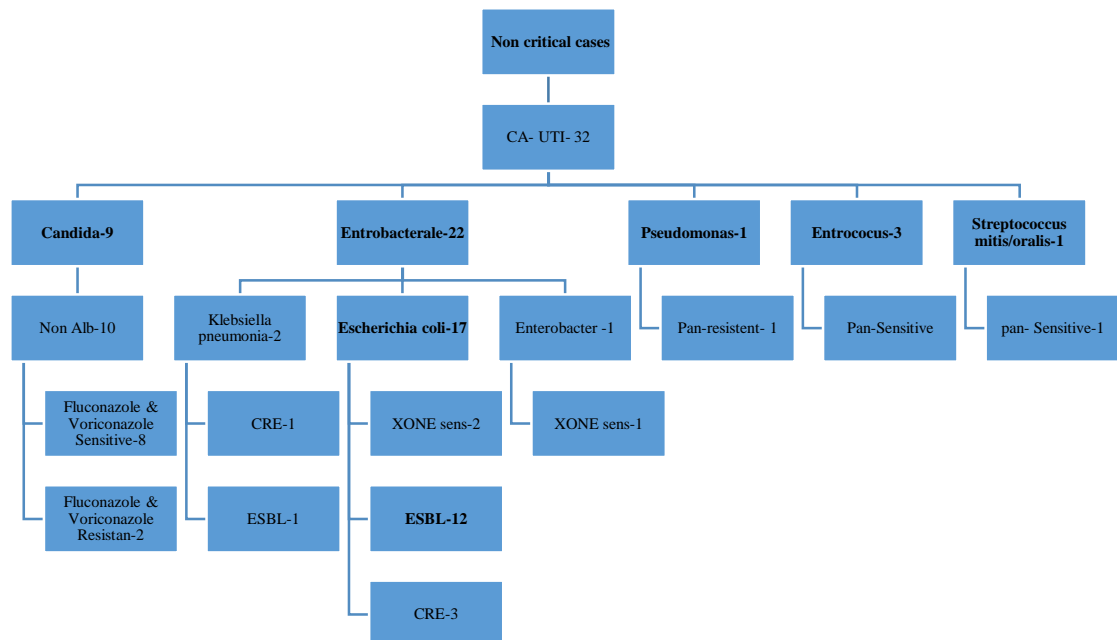 Non critical cases
CA- UTI- 32
Candida-9
Entrobacterale-22
Pseudomonas-1
Entrococus-3
Streptococcus
mitis/oralis-1
Non Alb-10
Klebsiella
pneumonia-2
Escherichia coli-17
Enterobacter -1
Pan-resistent- 1
Pan-Sensitive
pan- Sensitive-1
Fluconazole &
Voriconazole
Sensitive-8
CRE-1
XONE sens-2
XONE sens-1
Fluconazole &
Voriconazole
Resistan-2
ESBL-1
ESBL-12
CRE-3